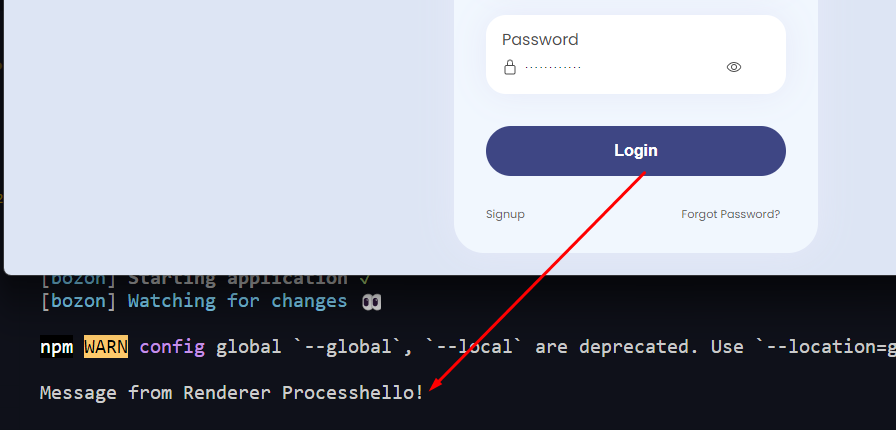 Password
············
Login
Signup Forgot Password?
[bozon] Starting application ✓
[bozon] Watching for changes 👀
npm WARN config global `--global`, `--local` are deprecated. Use `--location=g
Message from Renderer Processhello!